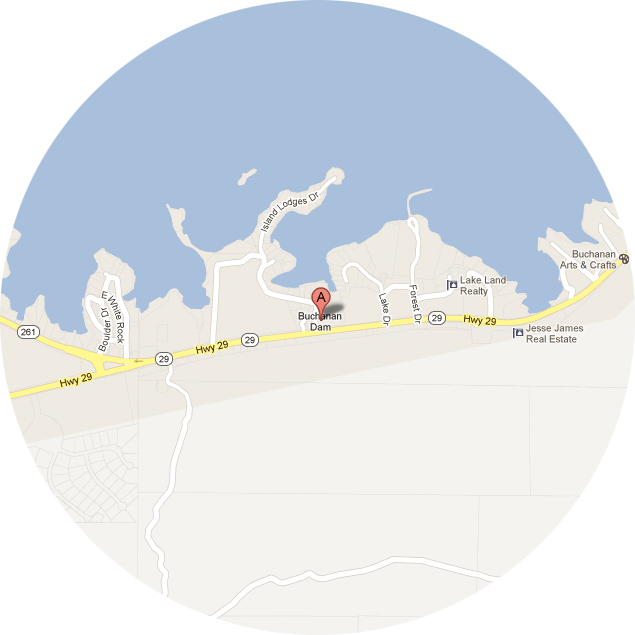 Island Lodges Dr
Buchanan
Arts & Crafts
Lake Land
Realty
A
E White Rock
Boulder Dr
Lake Dr
Forest Dr
Buchanan
Dam
29
Hwy 29
261
Jesse James
Real Estate
29
Hwy 29
29
Hwy 29